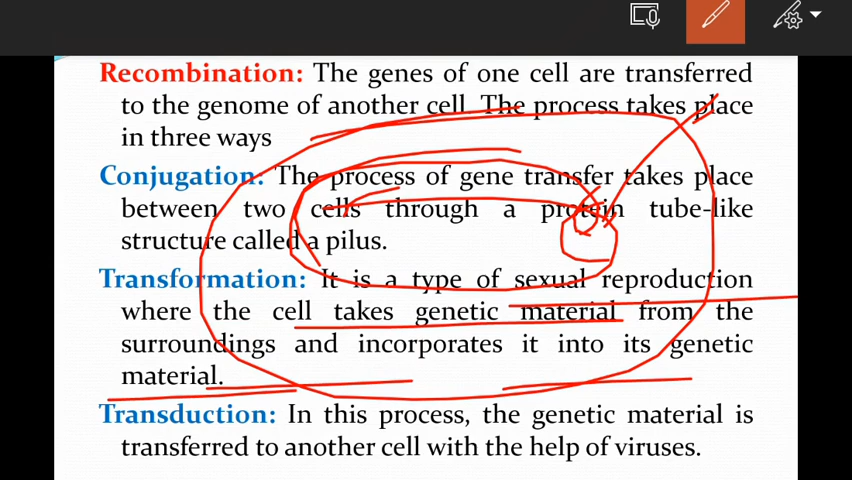 Recombination: The genes of one cell are transferred
to the genome of another cell. The process takes place
in three ways
Conjugation: The process of gene transfer takes place
between two cells through a protein tube-like
structure called a pilus.
Transformation: It is a type of sexual reproduction
where the cell takes genetic material from the
surroundings and incorporates it into its genetic
material.
Transduction: In this process, the genetic material is
transferred to another cell with the help of viruses.